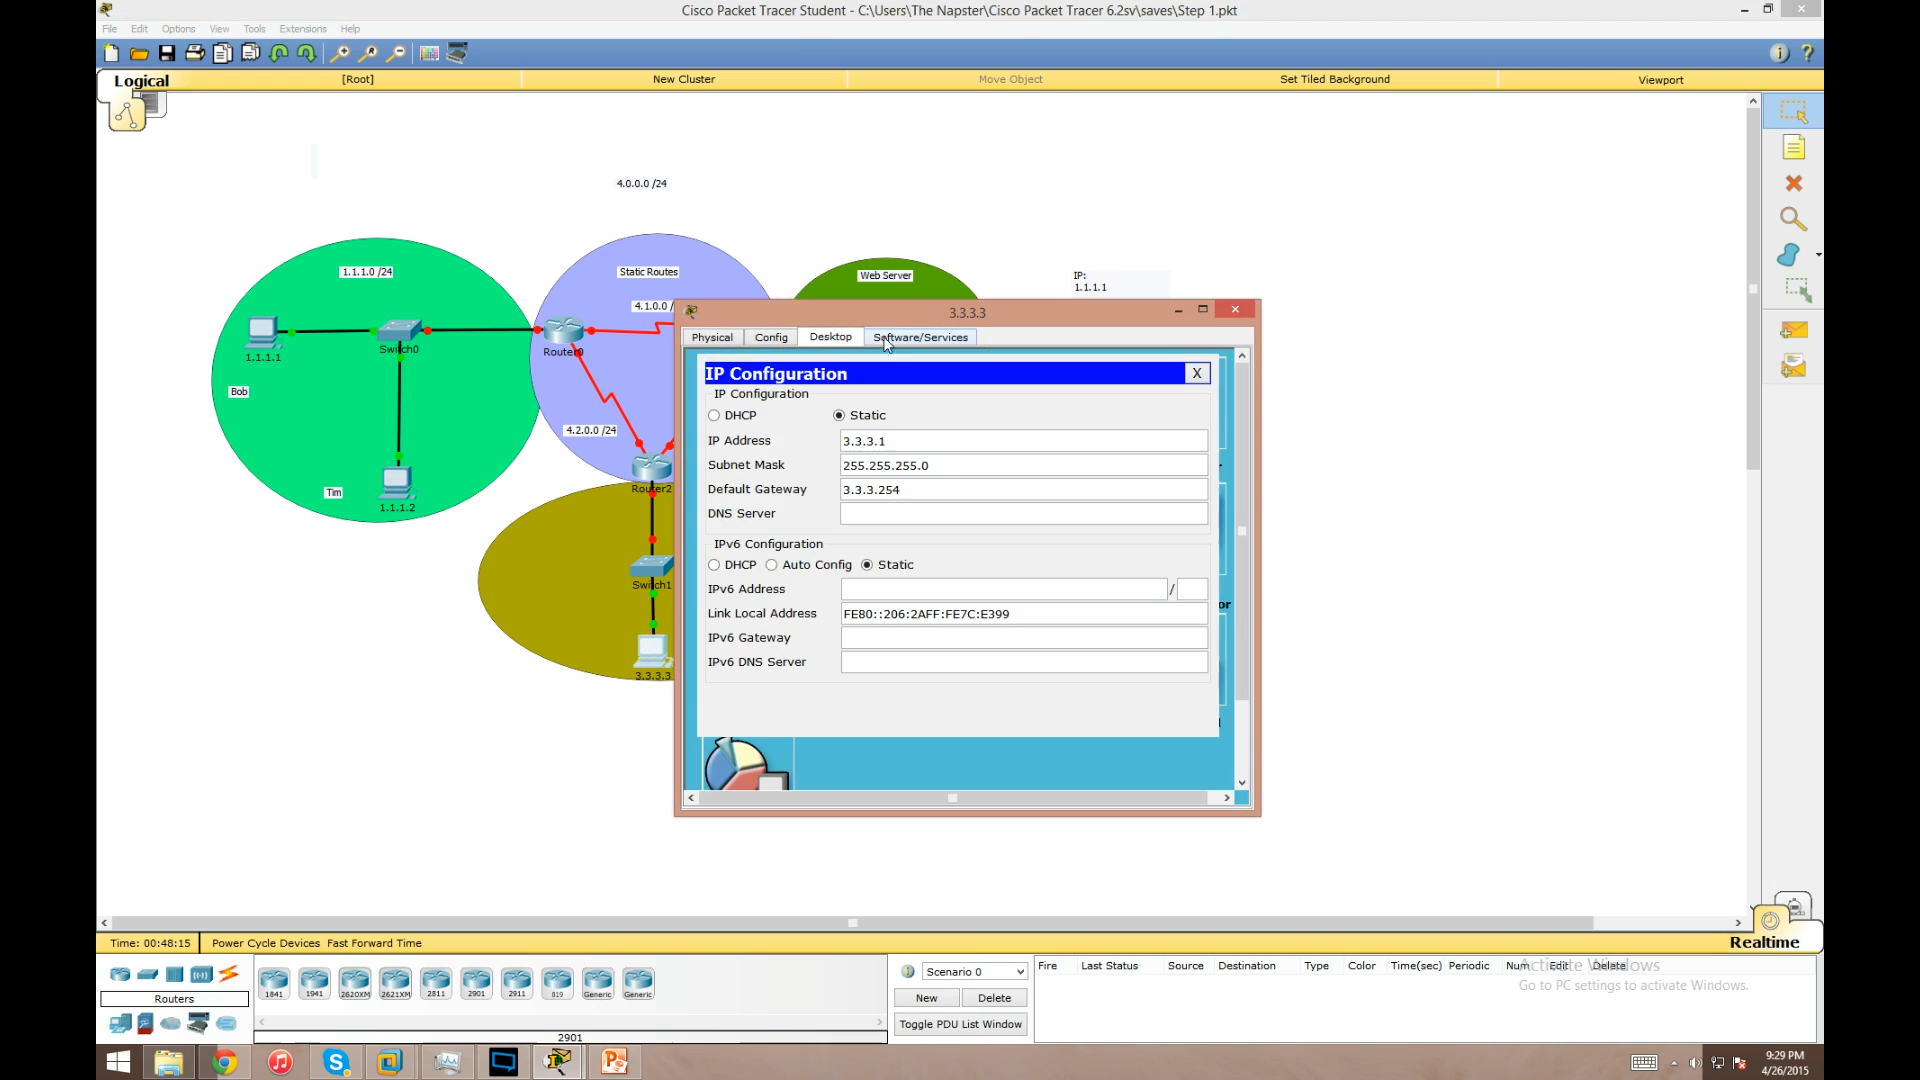 Cisco Packet Tracer Student - C:\Users\The Napster\Cisco Packet Tracer 6.2sv\saves\Step 1.pkt
File Edit Options View Tools Extensions Help
Logical [Root] New Cluster Move Object Set Tiled Background Viewport
4.0.0.0 /24
1.1.1.0 /24
Static Routes
Web Server
IP:
1.1.1.1
4.1.0.0 /
1.1.1.1
Switch0
Router0
Bob
4.2.0.0 /24
Tim
1.1.1.2
Router2
Switch1
3.3.3.3
3.3.3.3
Physical Config Desktop Software/Services
IP Configuration X
IP Configuration
DHCP Static
IP Address 3.3.3.1
Subnet Mask 255.255.255.0
Default Gateway 3.3.3.254
DNS Server
IPv6 Configuration
DHCP Auto Config Static
IPv6 Address /
or
Link Local Address FE80::206:2AFF:FE7C:E399
IPv6 Gateway
IPv6 DNS Server
Realtime
Time: 00:48:15 Power Cycle Devices Fast Forward Time
Routers
1841 1941 2620XM 2621XM 2811 2901 2911 819 Generic Generic
2901
Scenario 0
New Delete
Toggle PDU List Window
Fire Last Status Source Destination Type Color Time(sec) Periodic Num Edit Delete
Activate Windows
Go to PC settings to activate Windows.
9:29 PM
4/26/2015